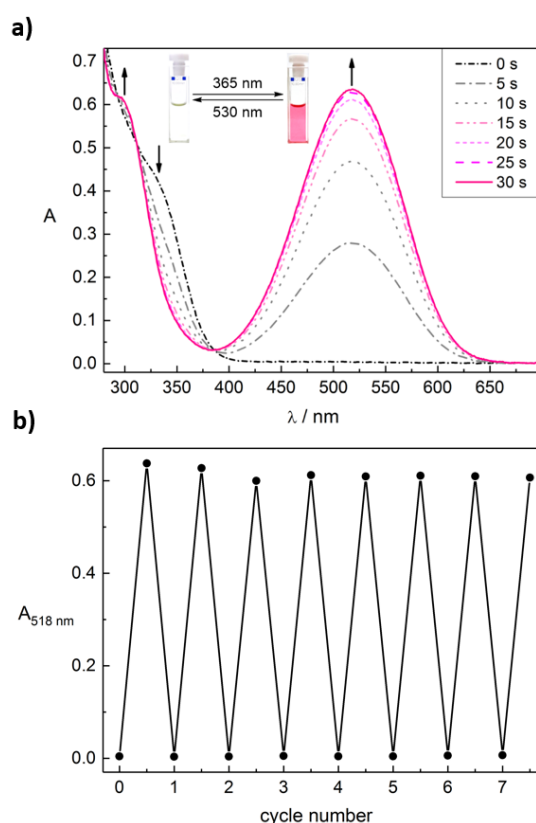 a)
0.7
0.6
0.5
0.4
0.3
0.2
0.1
0.0
A
365 nm
530 nm
0 s
5 s
10 s
15 s
20 s
25 s
30 s
300 350 400 450 500 550 600 650
λ / nm
b)
0.6
0.4
0.2
0.0
A518 nm
0 1 2 3 4 5 6 7
cycle number